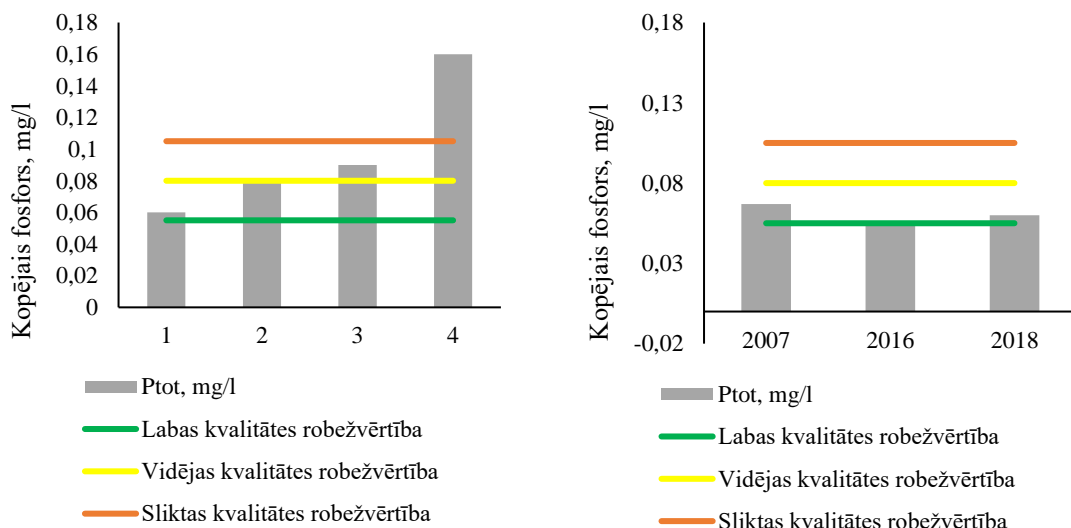 Kopējais fosfors, mg/l
0,18
0,16
0,14
0,12
0,1
0,08
0,06
0,04
0,02
0
1 2 3 4
Ptot, mg/l
Labas kvalitātes robežvērtība
Vidējas kvalitātes robežvērtība
Sliktas kvalitātes robežvērtība
Kopējais fosfors, mg/l
0,18
0,13
0,08
0,03
-0,02
2007 2016 2018
Ptot, mg/l
Labas kvalitātes robežvērtība
Vidējas kvalitātes robežvērtība
Sliktas kvalitātes robežvērtība